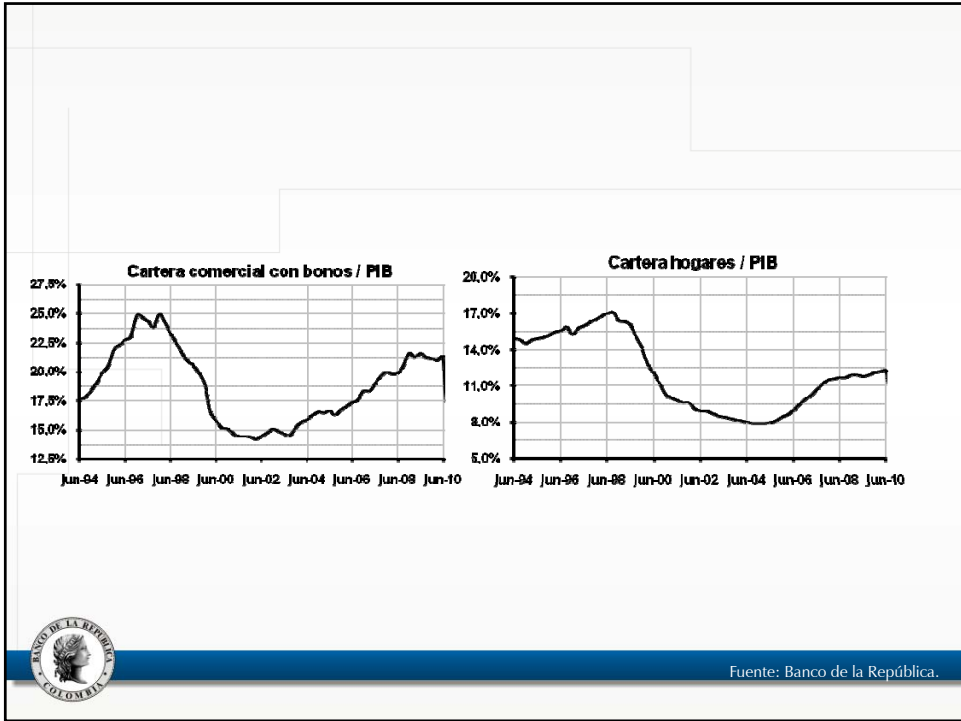 Cartera comercial con bonos / PIB
27,5%
25,0%
22,5%
20,0%
17,5%
15,0%
12,5%
Jun-94 Jun-96 Jun-98 Jun-00 Jun-02 Jun-04 Jun-06 Jun-08 Jun-10
Cartera hogares / PIB
20,0%
17,0%
14,0%
11,0%
8,0%
5,0%
Jun-94 Jun-96 Jun-98 Jun-00 Jun-02 Jun-04 Jun-06 Jun-08 Jun-10
BANCO DE LA REPÚBLICA
COLOMBIA
Fuente: Banco de la República.